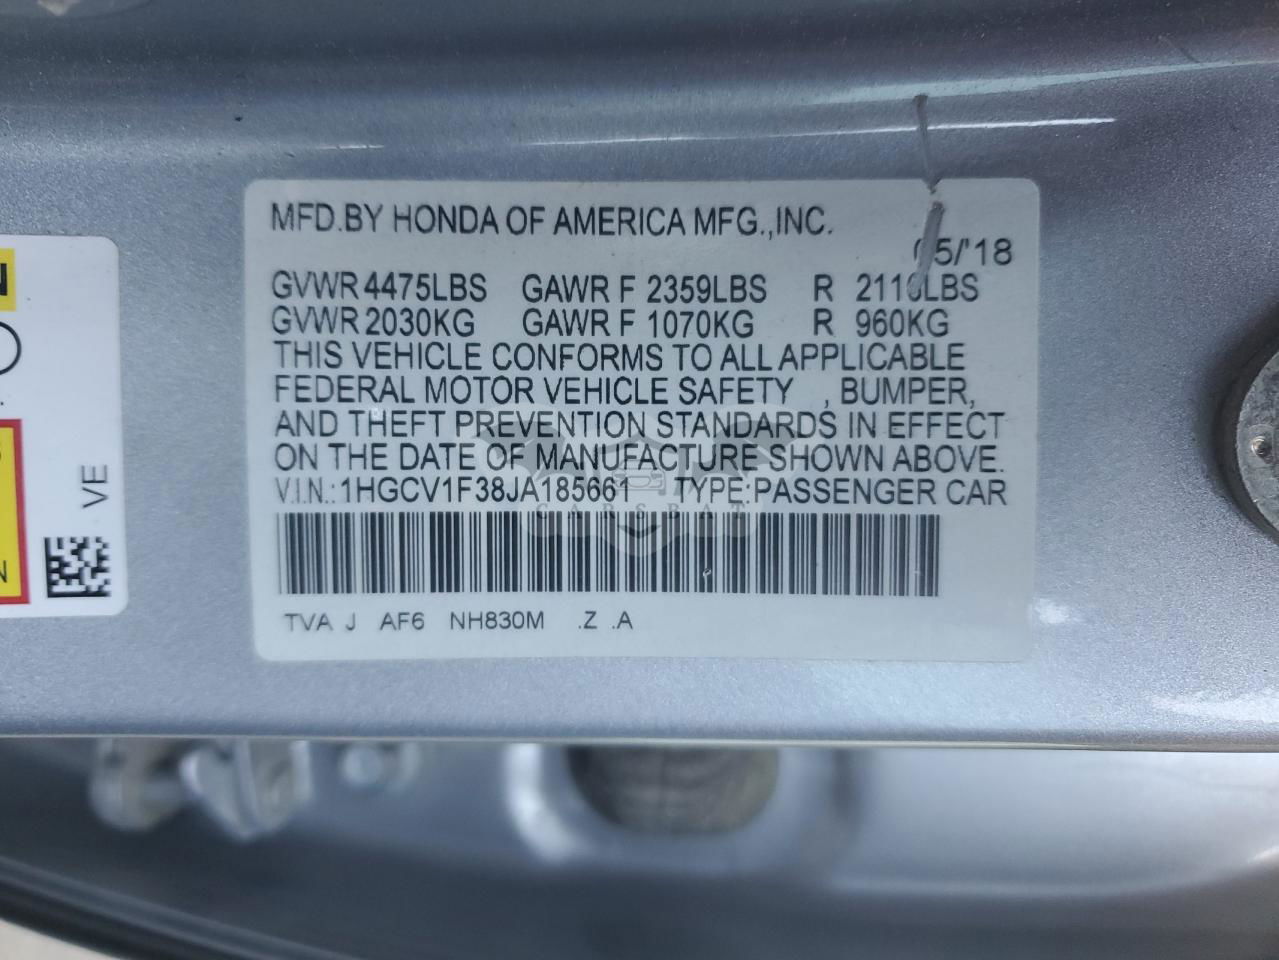 MFD.BY HONDA OF AMERICA MFG.,INC.
05/'18
GVWR 4475LBS GAWR F 2359LBS R 2116LBS
GVWR 2030KG GAWR F 1070KG R 960KG
THIS VEHICLE CONFORMS TO ALL APPLICABLE
FEDERAL MOTOR VEHICLE SAFETY , BUMPER,
AND THEFT PREVENTION STANDARDS IN EFFECT
ON THE DATE OF MANUFACTURE SHOWN ABOVE.
V.I.N.:1HGCV1F38JA185661 TYPE:PASSENGER CAR
CARSBAT
TVA J AF6 NH830M .Z .A
VE
N
N